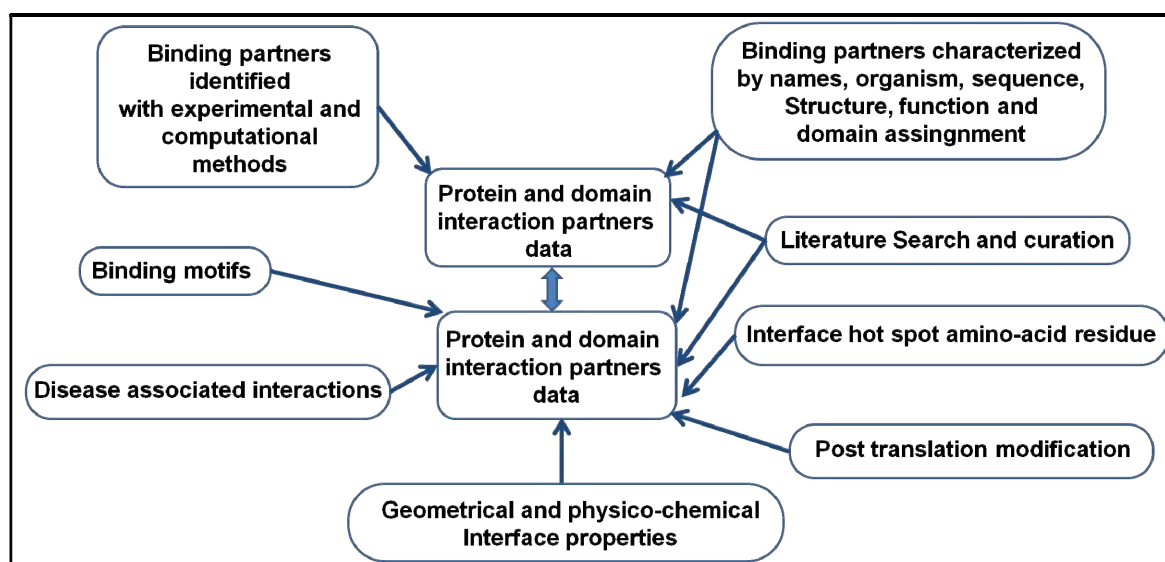 Binding partners
identified
with experimental and
computational
methods
Binding partners characterized
by names, organism, sequence,
Structure, function and
domain assingnment
Protein and domain
interaction partners
data
Literature Search and curation
Binding motifs
Protein and domain
interaction partners
data
Interface hot spot amino-acid residue
Disease associated interactions
Post translation modification
Geometrical and physico-chemical
Interface properties